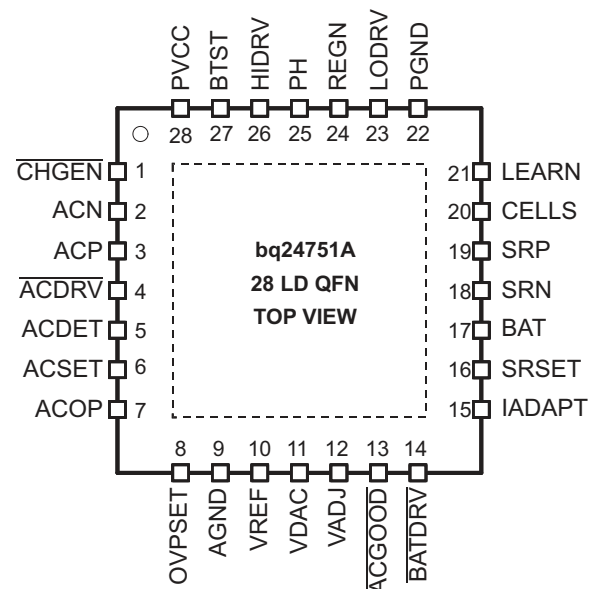 PVCC
BTST
HIDRV
PH
REGN
LODRV
PGND
28 27 26 25 24 23 22
CHGEN 1
ACN 2
ACP 3
ACDRV 4
ACDET 5
ACSET 6
ACOP 7
21 LEARN
20 CELLS
19 SRP
18 SRN
17 BAT
16 SRSET
15 IADAPT
bq24751A
28 LD QFN
TOP VIEW
8 9 10 11 12 13 14
OVPSET
AGND
VREF
VDAC
VADJ
ACGOOD
BATDRV